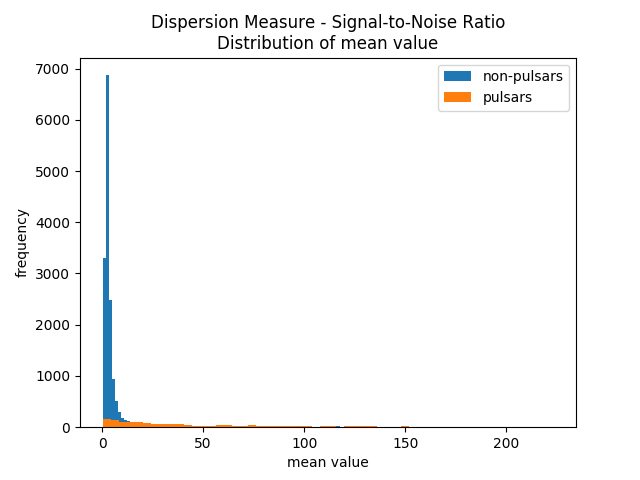 Dispersion Measure - Signal-to-Noise Ratio
Distribution of mean value
non-pulsars
pulsars
7000
6000
5000
4000
3000
2000
1000
0
frequency
0
50
100
150
200
mean value